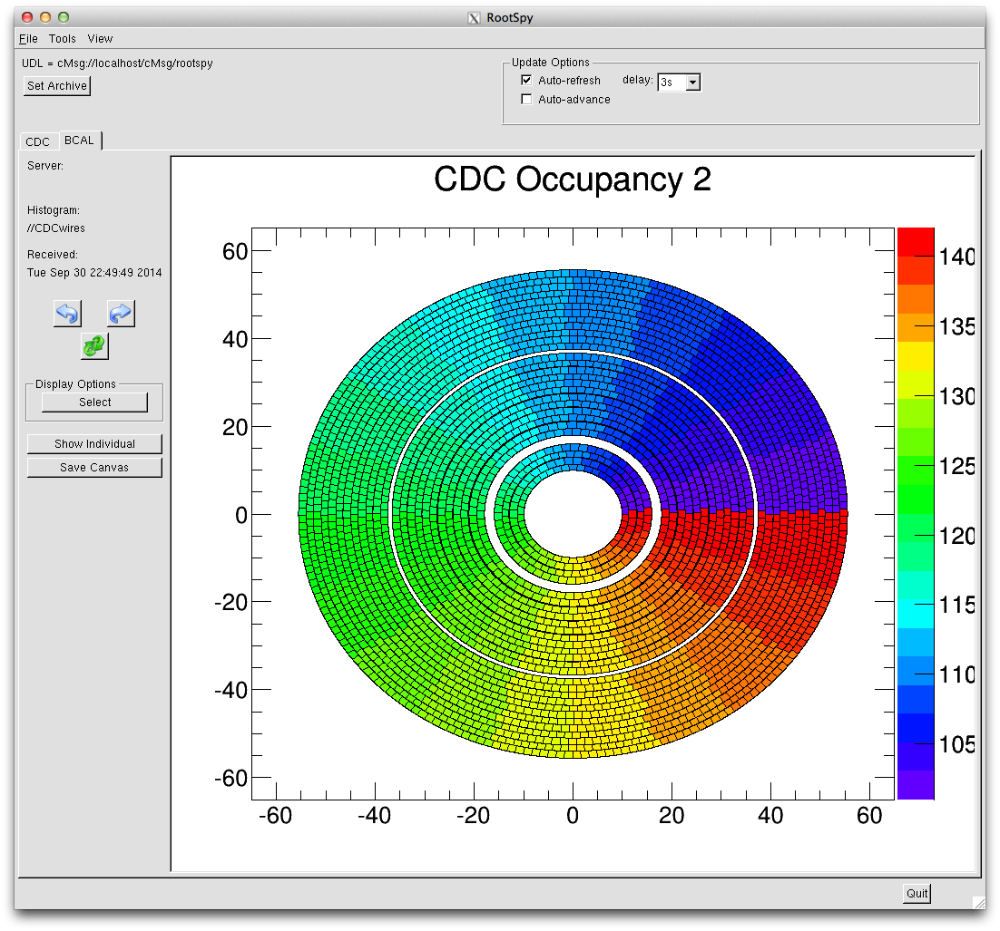 RootSpy
File Tools View
UDL = cMsg://localhost/cMsg/rootspy
Set Archive
Update Options
Auto-refresh delay: 3s
Auto-advance
CDC BCAL
Server:
Histogram:
//CDCwires
Received:
Tue Sep 30 22:49:49 2014
Display Options
Select
Show Individual
Save Canvas
CDC Occupancy 2
60
40
20
0
-20
-40
-60
-60 -40 -20 0 20 40 60
140
135
130
125
120
115
110
105
Quit